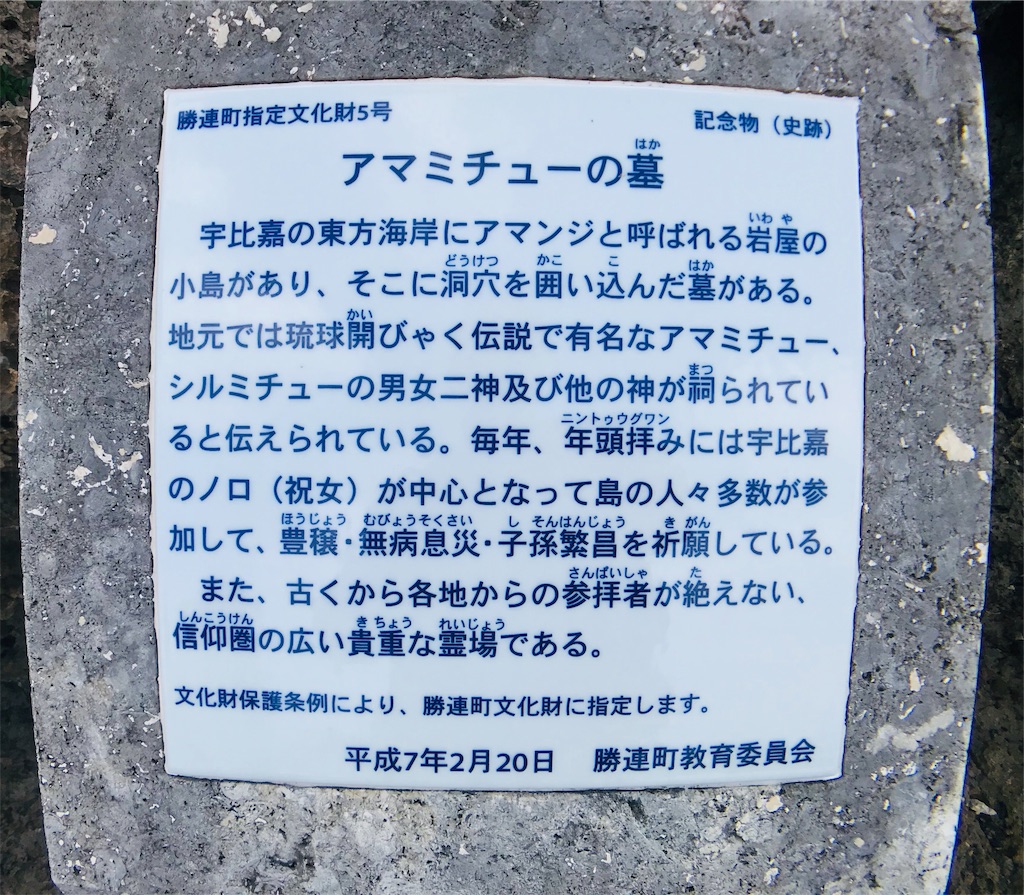 勝連町指定文化財5号
記念物（史跡）
アマミチューの墓
宇比嘉の東方海岸にアマンジと呼ばれる岩屋の
小島があり、そこに洞穴を囲い込んだ墓がある。
地元では琉球開びゃく伝説で有名なアマミチュー、
シルミチューの男女二神及び他の神が祠られてい
ると伝えられている。毎年、年頭拝みには宇比嘉
のノロ（祝女）が中心となって島の人々多数が参
加して、豊穣・無病息災・子孫繁昌を祈願している。
また、古くから各地からの参拝者が絶えない、
信仰圏の広い貴重な霊場である。
文化財保護条例により、勝連町文化財に指定します。
平成7年2月20日　勝連町教育委員会